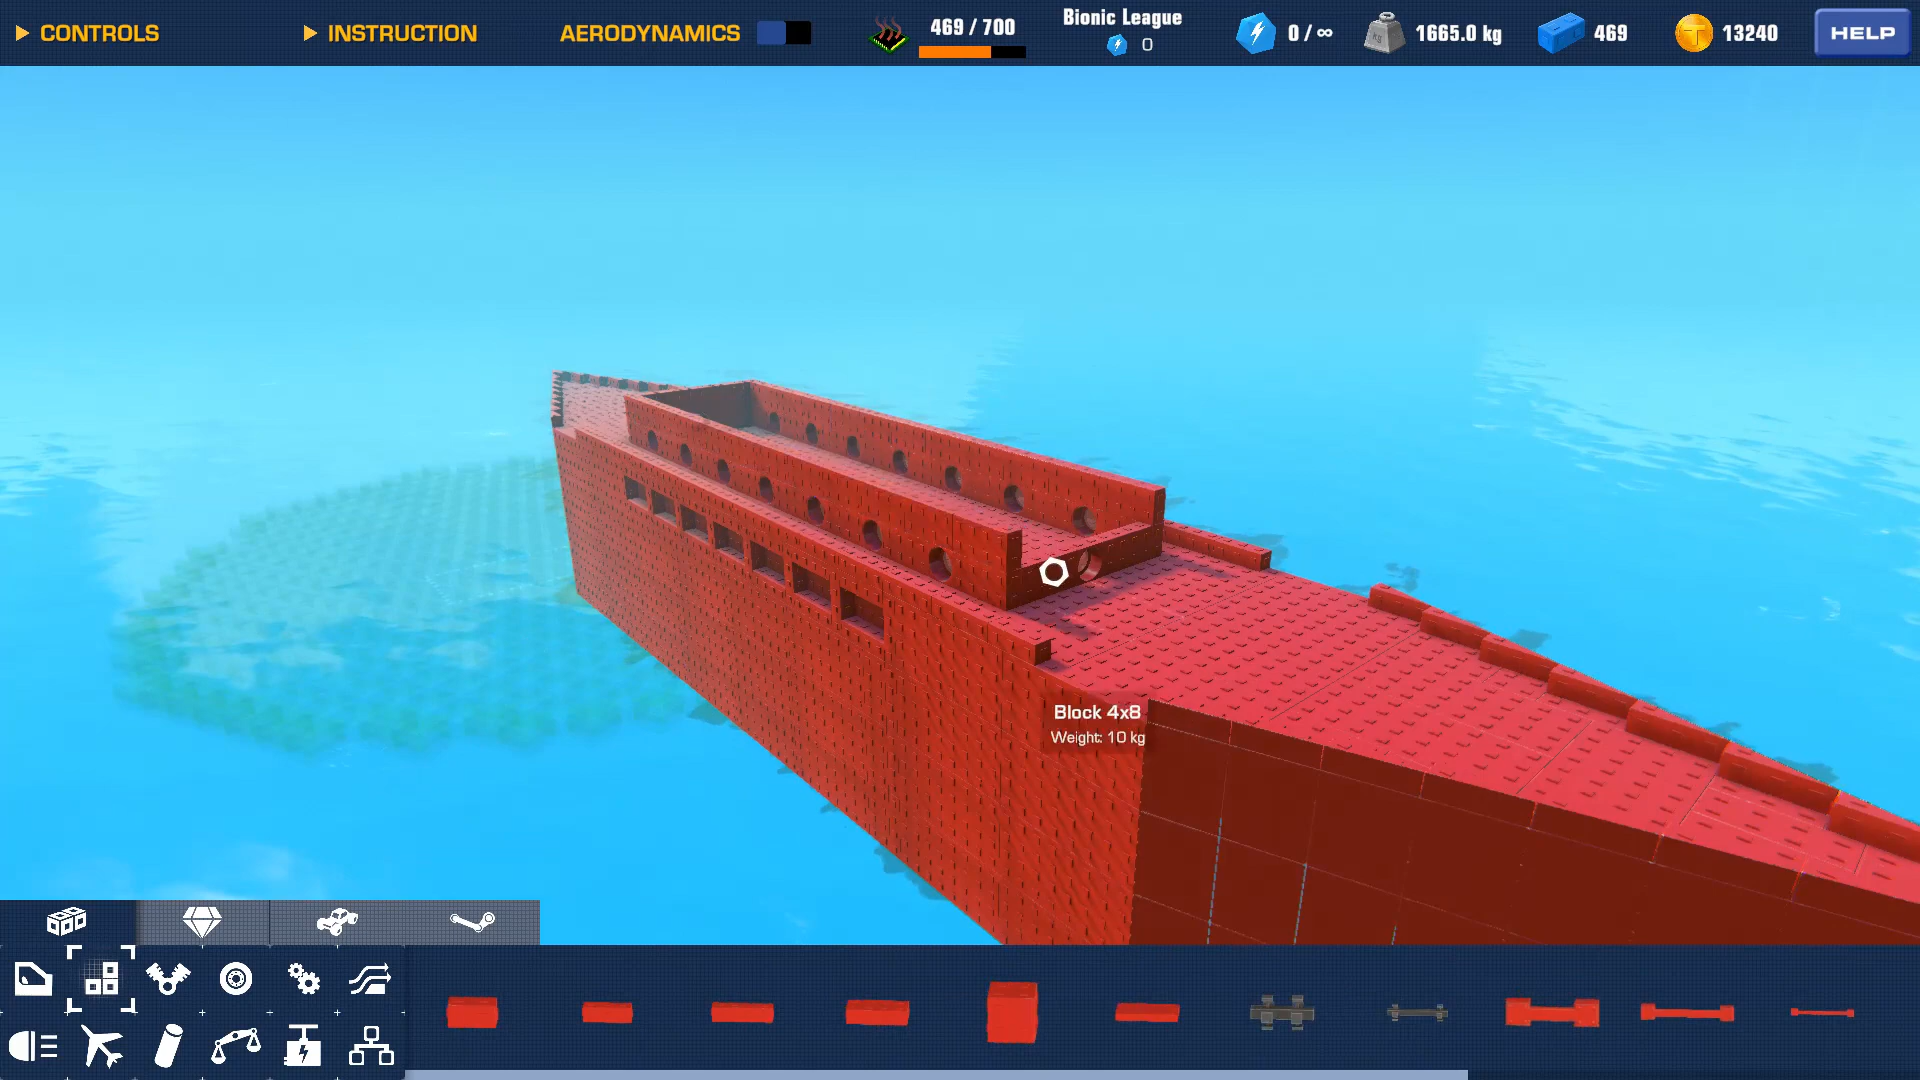 CONTROLS
INSTRUCTION
AERODYNAMICS
469 / 700
Bionic League
0
0 / ∞
kg
1665.0 kg
469
13240
HELP
Block 4x8
Weight: 10 kg